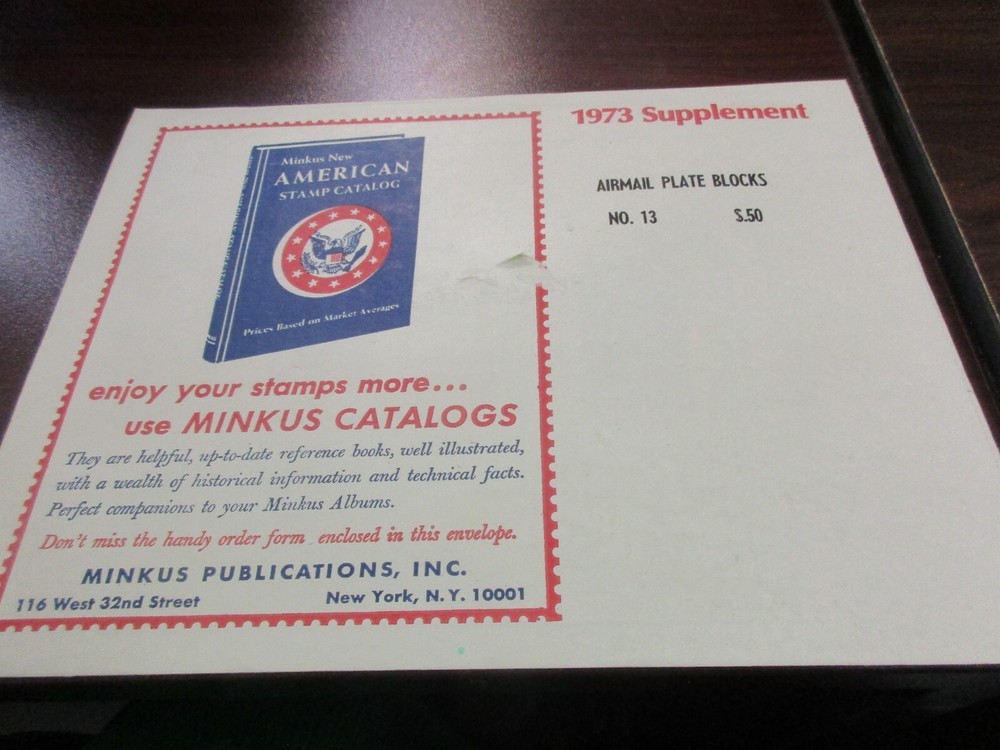 1973 Supplement
AIRMAIL PLATE BLOCKS
NO. 13 $.50
Minkus New
AMERICAN
STAMP CATALOG
Prices Based on Market Averages
enjoy your stamps more...
use MINKUS CATALOGS
They are helpful, up-to-date reference books, well illustrated,
with a wealth of historical information and technical facts.
Perfect companions to your Minkus Albums.
Don't miss the handy order form enclosed in this envelope.
MINKUS PUBLICATIONS, INC.
116 West 32nd Street New York, N.Y. 10001